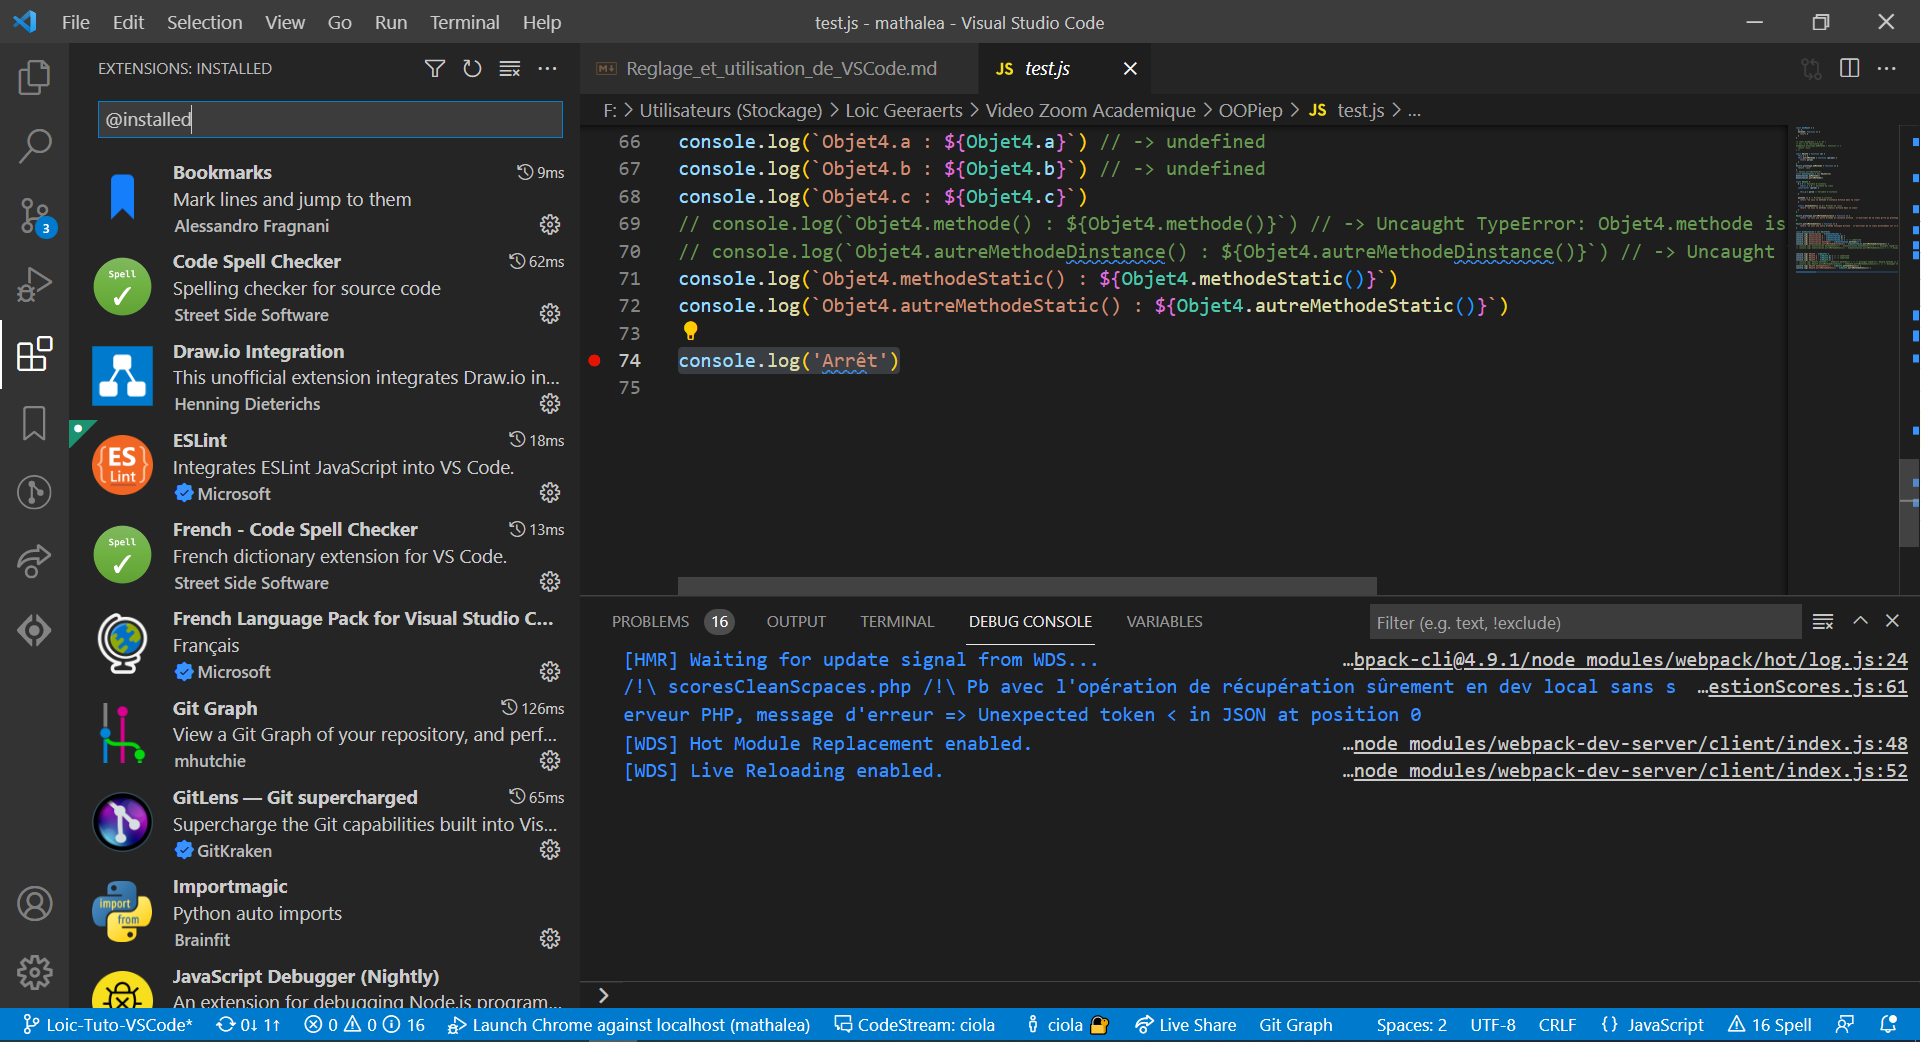 File Edit Selection View Go Run Terminal Help
test.js - mathalea - Visual Studio Code
EXTENSIONS: INSTALLED
@installed
Bookmarks 9ms
Mark lines and jump to them
Alessandro Fragnani
Spell
Code Spell Checker 62ms
Spelling checker for source code
Street Side Software
Draw.io Integration
This unofficial extension integrates Draw.io in...
Henning Dieterichs
ES
Lint
ESLint 18ms
Integrates ESLint JavaScript into VS Code.
Microsoft
Spell
French - Code Spell Checker 13ms
French dictionary extension for VS Code.
Street Side Software
French Language Pack for Visual Studio C...
Français
Microsoft
Git Graph 126ms
View a Git Graph of your repository, and perf...
mhutchie
GitLens — Git supercharged 65ms
Supercharge the Git capabilities built into Vis...
GitKraken
import
from
Importmagic
Python auto imports
Brainfit
JavaScript Debugger (Nightly)
An extension for debugging Node.js program...
3
Reglage_et_utilisation_de_VSCode.md JS test.js
F: > Utilisateurs (Stockage) > Loic Geeraerts > Video Zoom Academique > OOPiep > JS test.js > ...
66 console.log(`Objet4.a : ${Objet4.a}`) // -> undefined
67 console.log(`Objet4.b : ${Objet4.b}`) // -> undefined
68 console.log(`Objet4.c : ${Objet4.c}`)
69 // console.log(`Objet4.methode() : ${Objet4.methode()}`) // -> Uncaught TypeError: Objet4.methode is
70 // console.log(`Objet4.autreMethodeDinstance() : ${Objet4.autreMethodeDinstance()}`) // -> Uncaught
71 console.log(`Objet4.methodeStatic() : ${Objet4.methodeStatic()}`)
72 console.log(`Objet4.autreMethodeStatic() : ${Objet4.autreMethodeStatic()}`)
73
74 console.log('Arrêt')
75
PROBLEMS 16 OUTPUT TERMINAL DEBUG CONSOLE VARIABLES
Filter (e.g. text, !exclude)
[HMR] Waiting for update signal from WDS... …bpack-cli@4.9.1/node_modules/webpack/hot/log.js:24
/!\ scoresCleanScpaces.php /!\ Pb avec l'opération de récupération sûrement en dev local sans s …estionScores.js:61
erveur PHP, message d'erreur => Unexpected token < in JSON at position 0
[WDS] Hot Module Replacement enabled. …node_modules/webpack-dev-server/client/index.js:48
[WDS] Live Reloading enabled. …node_modules/webpack-dev-server/client/index.js:52
Loic-Tuto-VSCode* 0↓ 1↑ 0 0 16 Launch Chrome against localhost (mathalea) CodeStream: ciola ciola Live Share Git Graph Spaces: 2 UTF-8 CRLF {} JavaScript 16 Spell